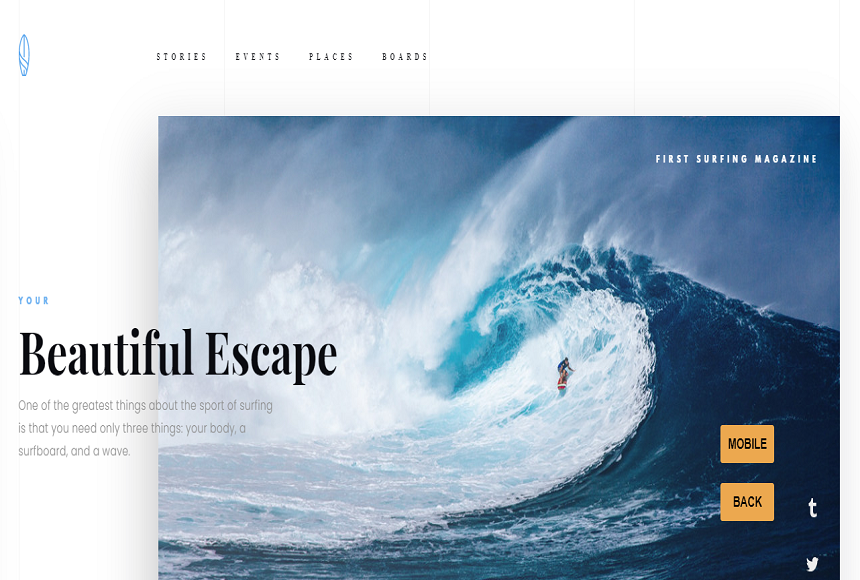 STORIES EVENTS PLACES BOARDS
FIRST SURFING MAGAZINE
YOUR
Beautiful Escape
One of the greatest things about the sport of surfing
is that you need only three things: your body, a
surfboard, and a wave.
MOBILE
BACK